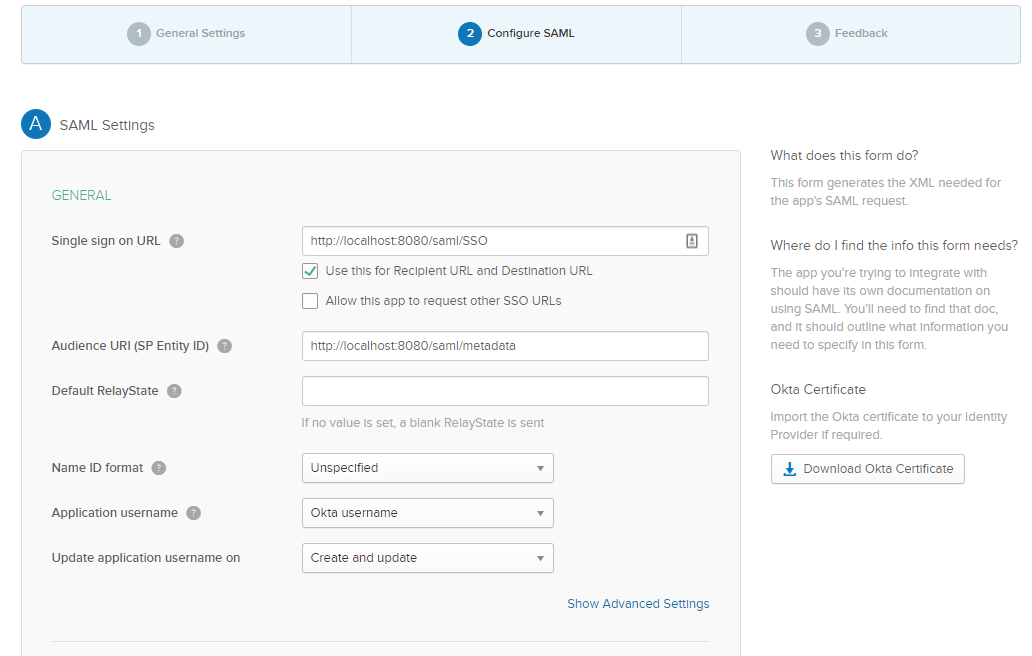 1 General Settings
2 Configure SAML
3 Feedback
A SAML Settings
GENERAL
Single sign on URL ?
http://localhost:8080/saml/SSO
Use this for Recipient URL and Destination URL
Allow this app to request other SSO URLs
Audience URI (SP Entity ID) ?
http://localhost:8080/saml/metadata
Default RelayState ?
If no value is set, a blank RelayState is sent
Name ID format ?
Unspecified
Application username ?
Okta username
Update application username on
Create and update
Show Advanced Settings
What does this form do?
This form generates the XML needed for
the app's SAML request.
Where do I find the info this form needs?
The app you're trying to integrate with
should have its own documentation on
using SAML. You'll need to find that doc,
and it should outline what information you
need to specify in this form.
Okta Certificate
Import the Okta certificate to your Identity
Provider if required.
Download Okta Certificate